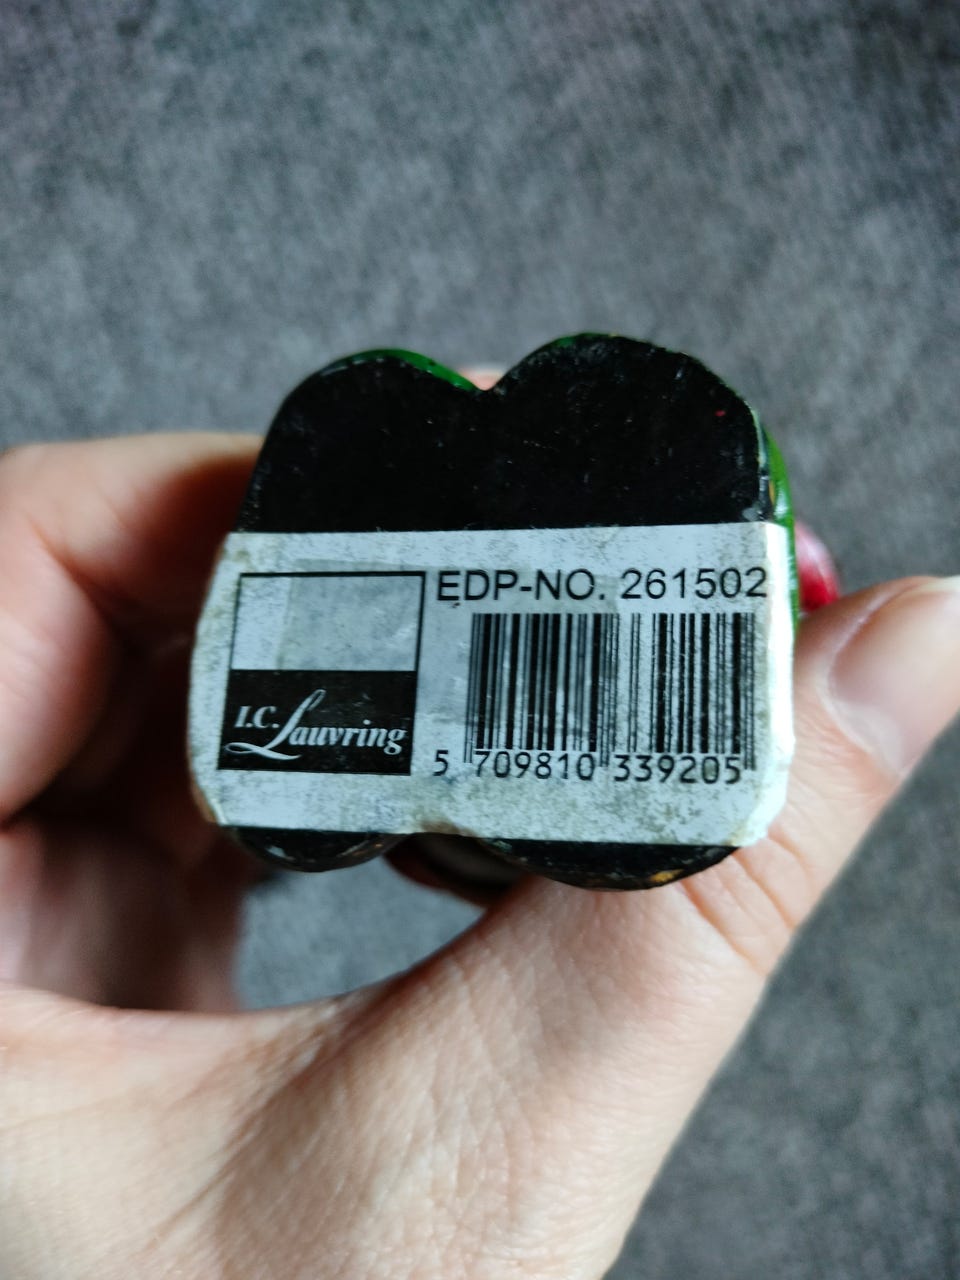 EDP-NO. 261502
I.C. Lauvring
5 709810 339205